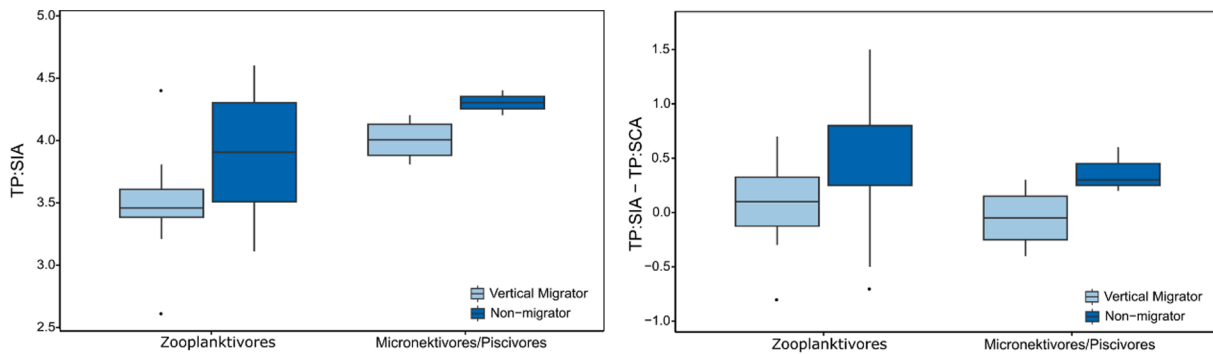 TP:SIA
5.0
4.5
4.0
3.5
3.0
2.5
Vertical Migrator
Non−migrator
Zooplanktivores Micronektivores/Piscivores
TP:SIA − TP:SCA
1.5
1.0
0.5
0.0
−0.5
−1.0
Vertical Migrator
Non−migrator
Zooplanktivores Micronektivores/Piscivores